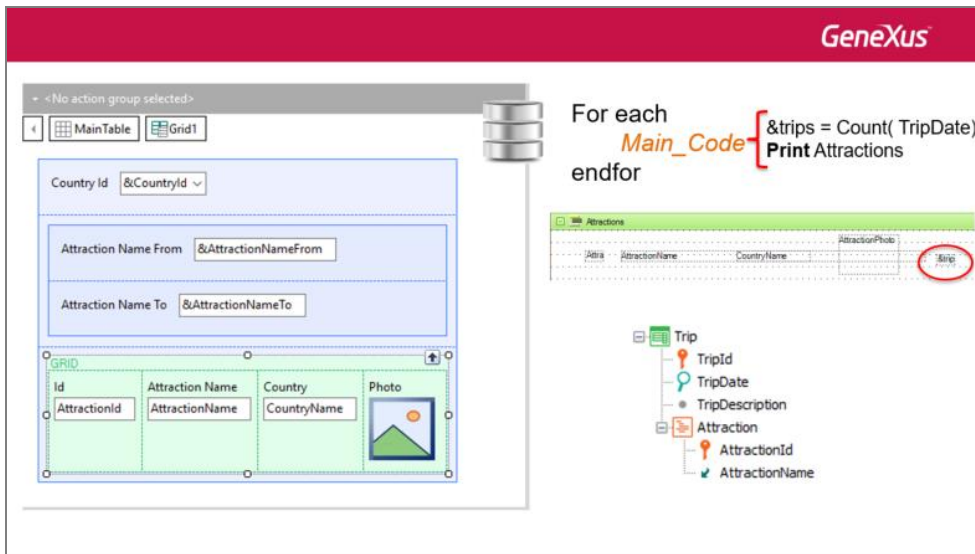 GeneXus
<No action group selected>
MainTable
Grid1
For each
Main_Code
endfor
&trips = Count( TripDate)
Print Attractions
Country Id
&CountryId
Attraction Name From
&AttractionNameFrom
Attraction Name To
&AttractionNameTo
GRID
Id
Attraction Name
Country
Photo
AttractionId
AttractionName
CountryName
Attractions
AttractionPhoto
Attra
AttractionName
CountryName
&trip
Trip
TripId
TripDate
TripDescription
Attraction
AttractionId
AttractionName